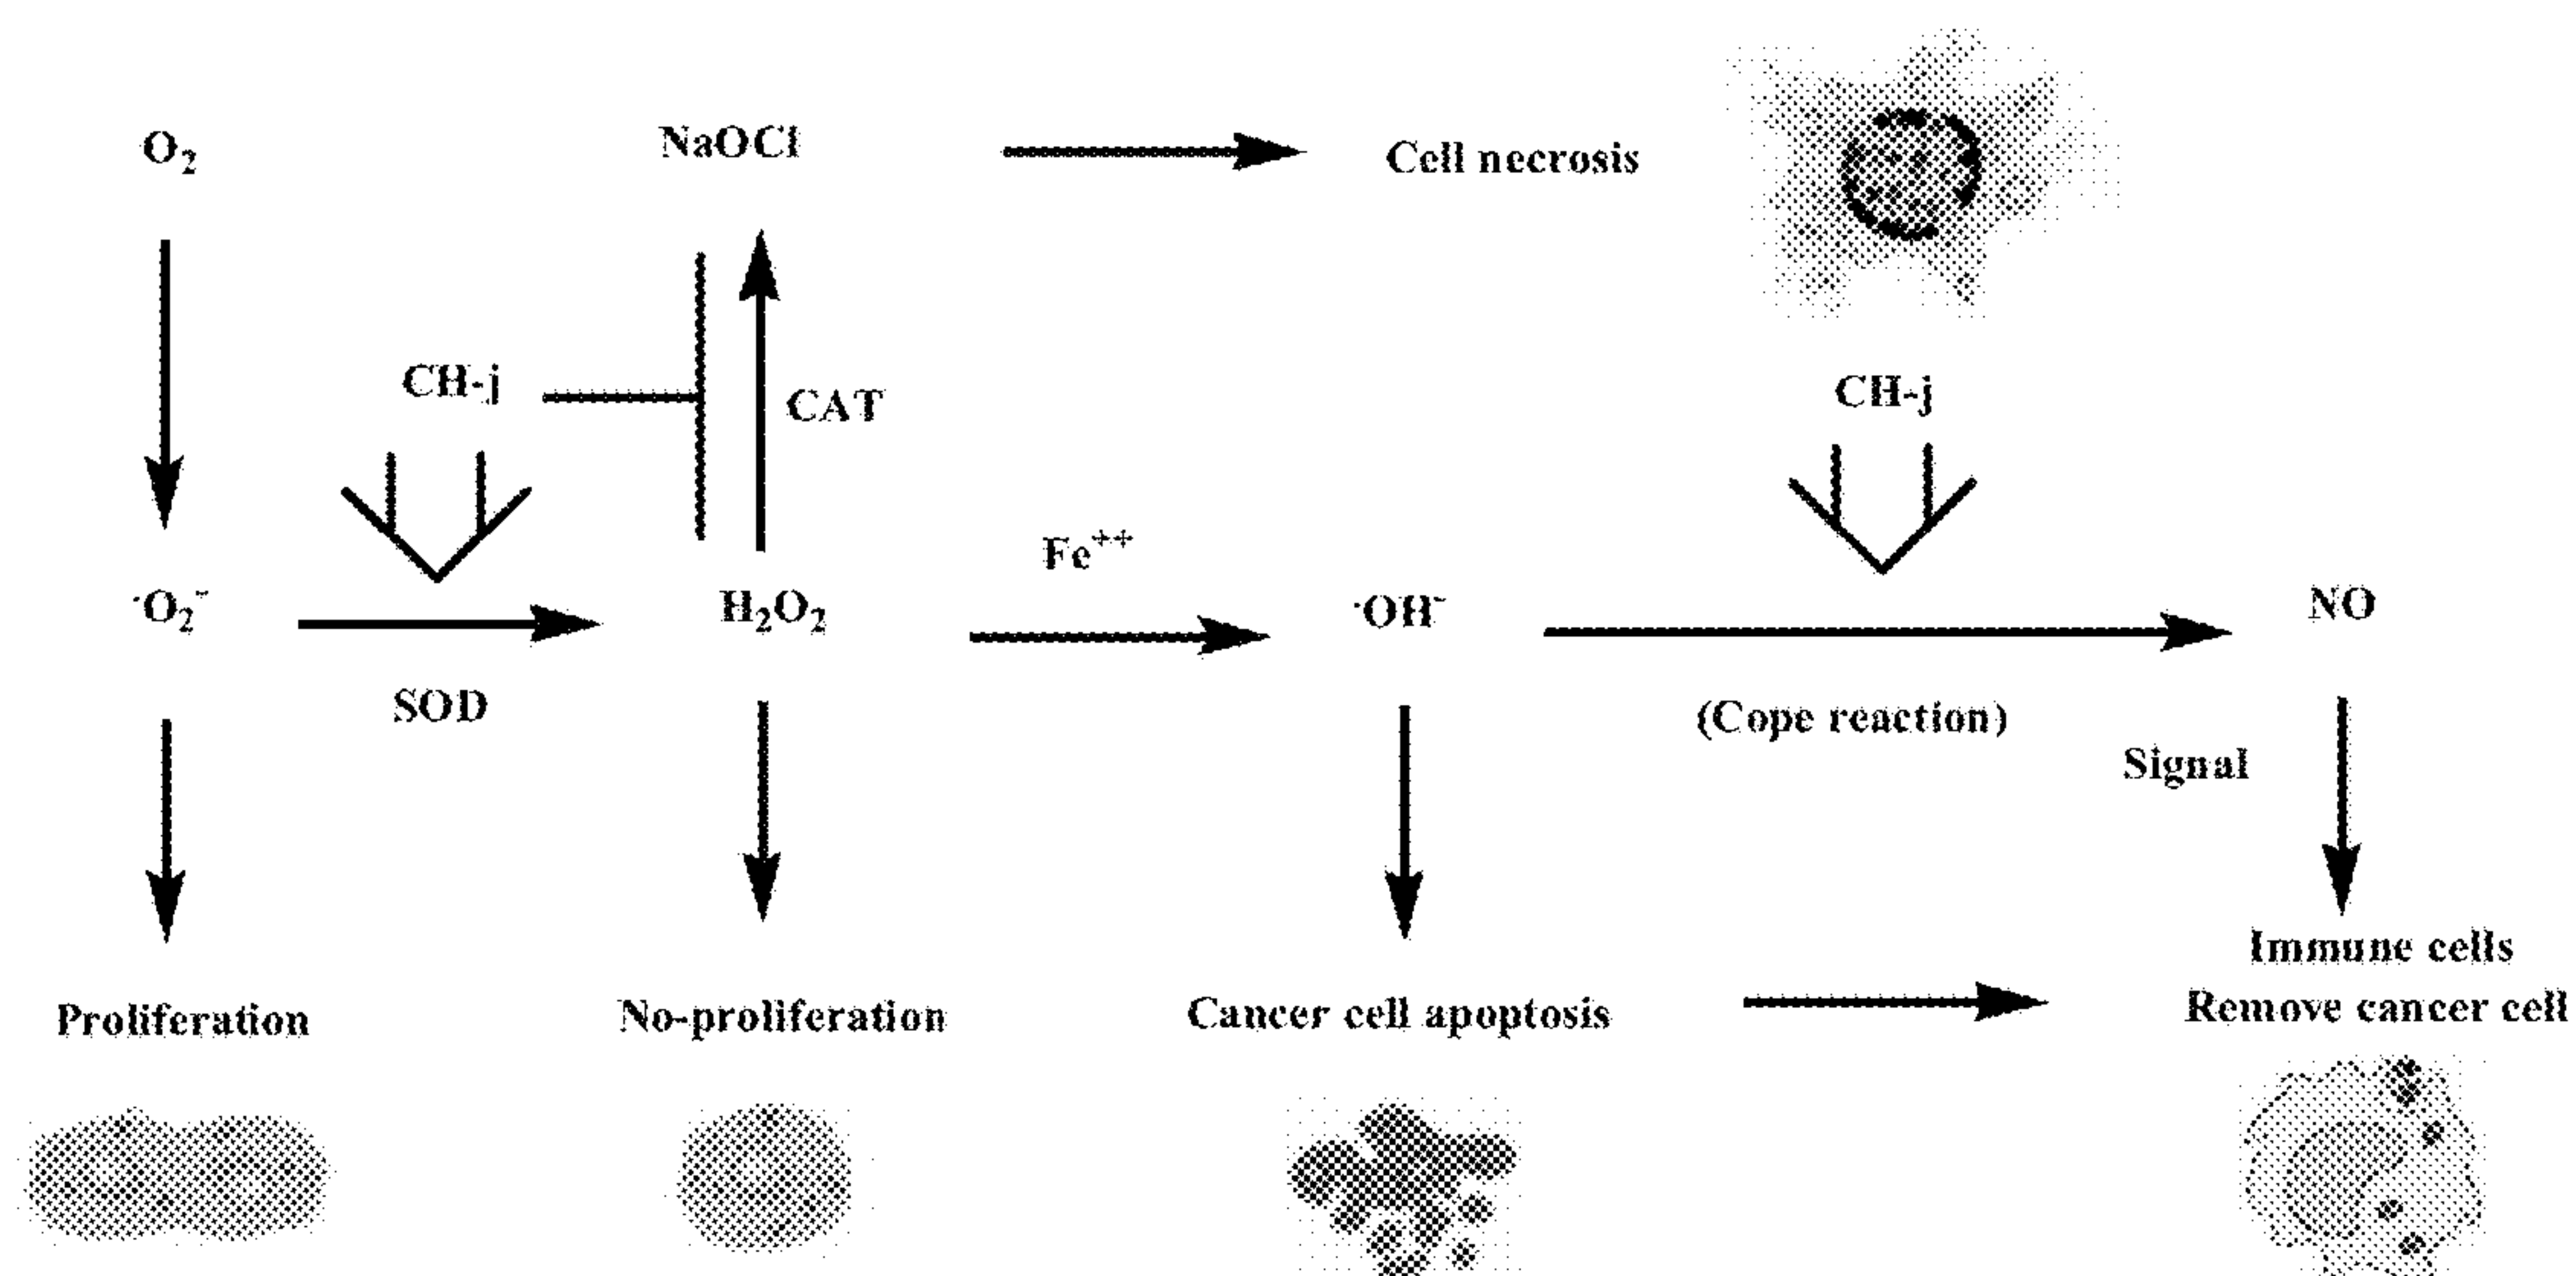 O₂
NaOCl
Cell necrosis
CH-j
CAT
CH-j
Fe⁺⁺
·O₂⁻
H₂O₂
·OH⁻
NO
SOD
(Cope reaction)
Signal
Proliferation
No-proliferation
Cancer cell apoptosis
Immune cells
Remove cancer cell